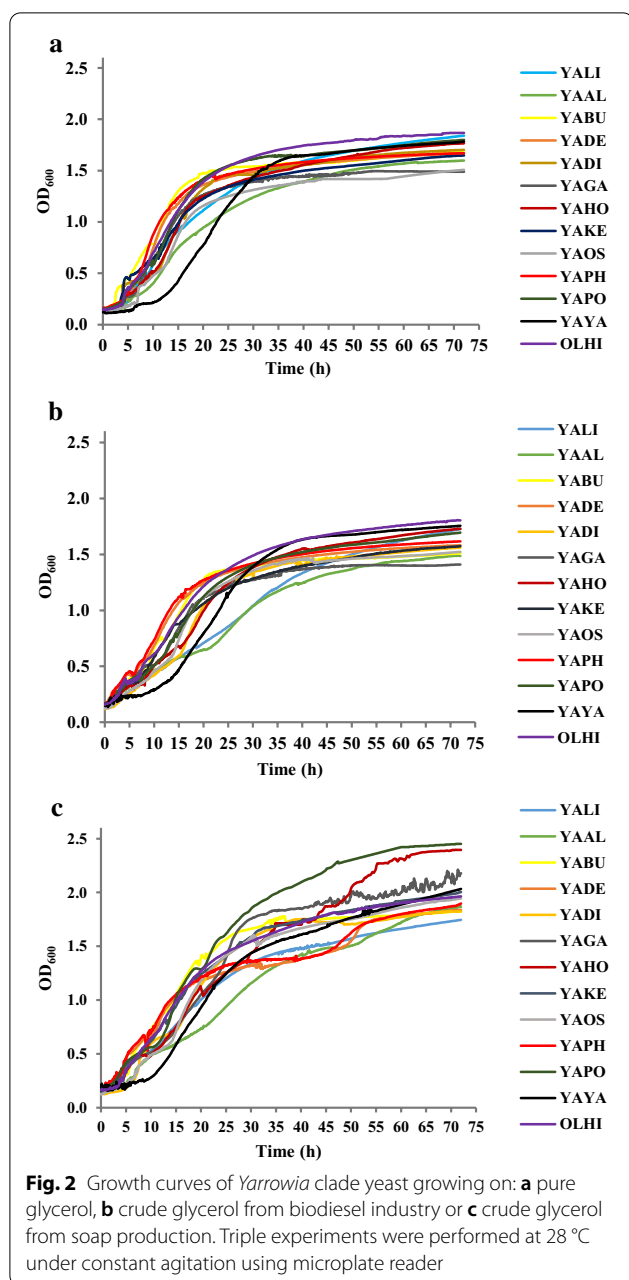 a
2.5
2.0
1.5
1.0
0.5
0.0
OD600
0 5 10 15 20 25 30 35 40 45 50 55 60 65 70 75
Time (h)
YALI
YAAL
YABU
YADE
YADI
YAGA
YAHO
YAKE
YAOS
YAPH
YAPO
YAYA
OLHI
b
2.5
2.0
1.5
1.0
0.5
0.0
OD600
0 5 10 15 20 25 30 35 40 45 50 55 60 65 70 75
Time (h)
YALI
YAAL
YABU
YADE
YADI
YAGA
YAHO
YAKE
YAOS
YAPH
YAPO
YAYA
OLHI
c
2.5
2.0
1.5
1.0
0.5
0.0
OD600
0 5 10 15 20 25 30 35 40 45 50 55 60 65 70 75
Time (h)
YALI
YAAL
YABU
YADE
YADI
YAGA
YAHO
YAKE
YAOS
YAPH
YAPO
YAYA
OLHI
Fig. 2 Growth curves of Yarrowia clade yeast growing on: a pure
glycerol, b crude glycerol from biodiesel industry or c crude glycerol
from soap production. Triple experiments were performed at 28 °C
under constant agitation using microplate reader